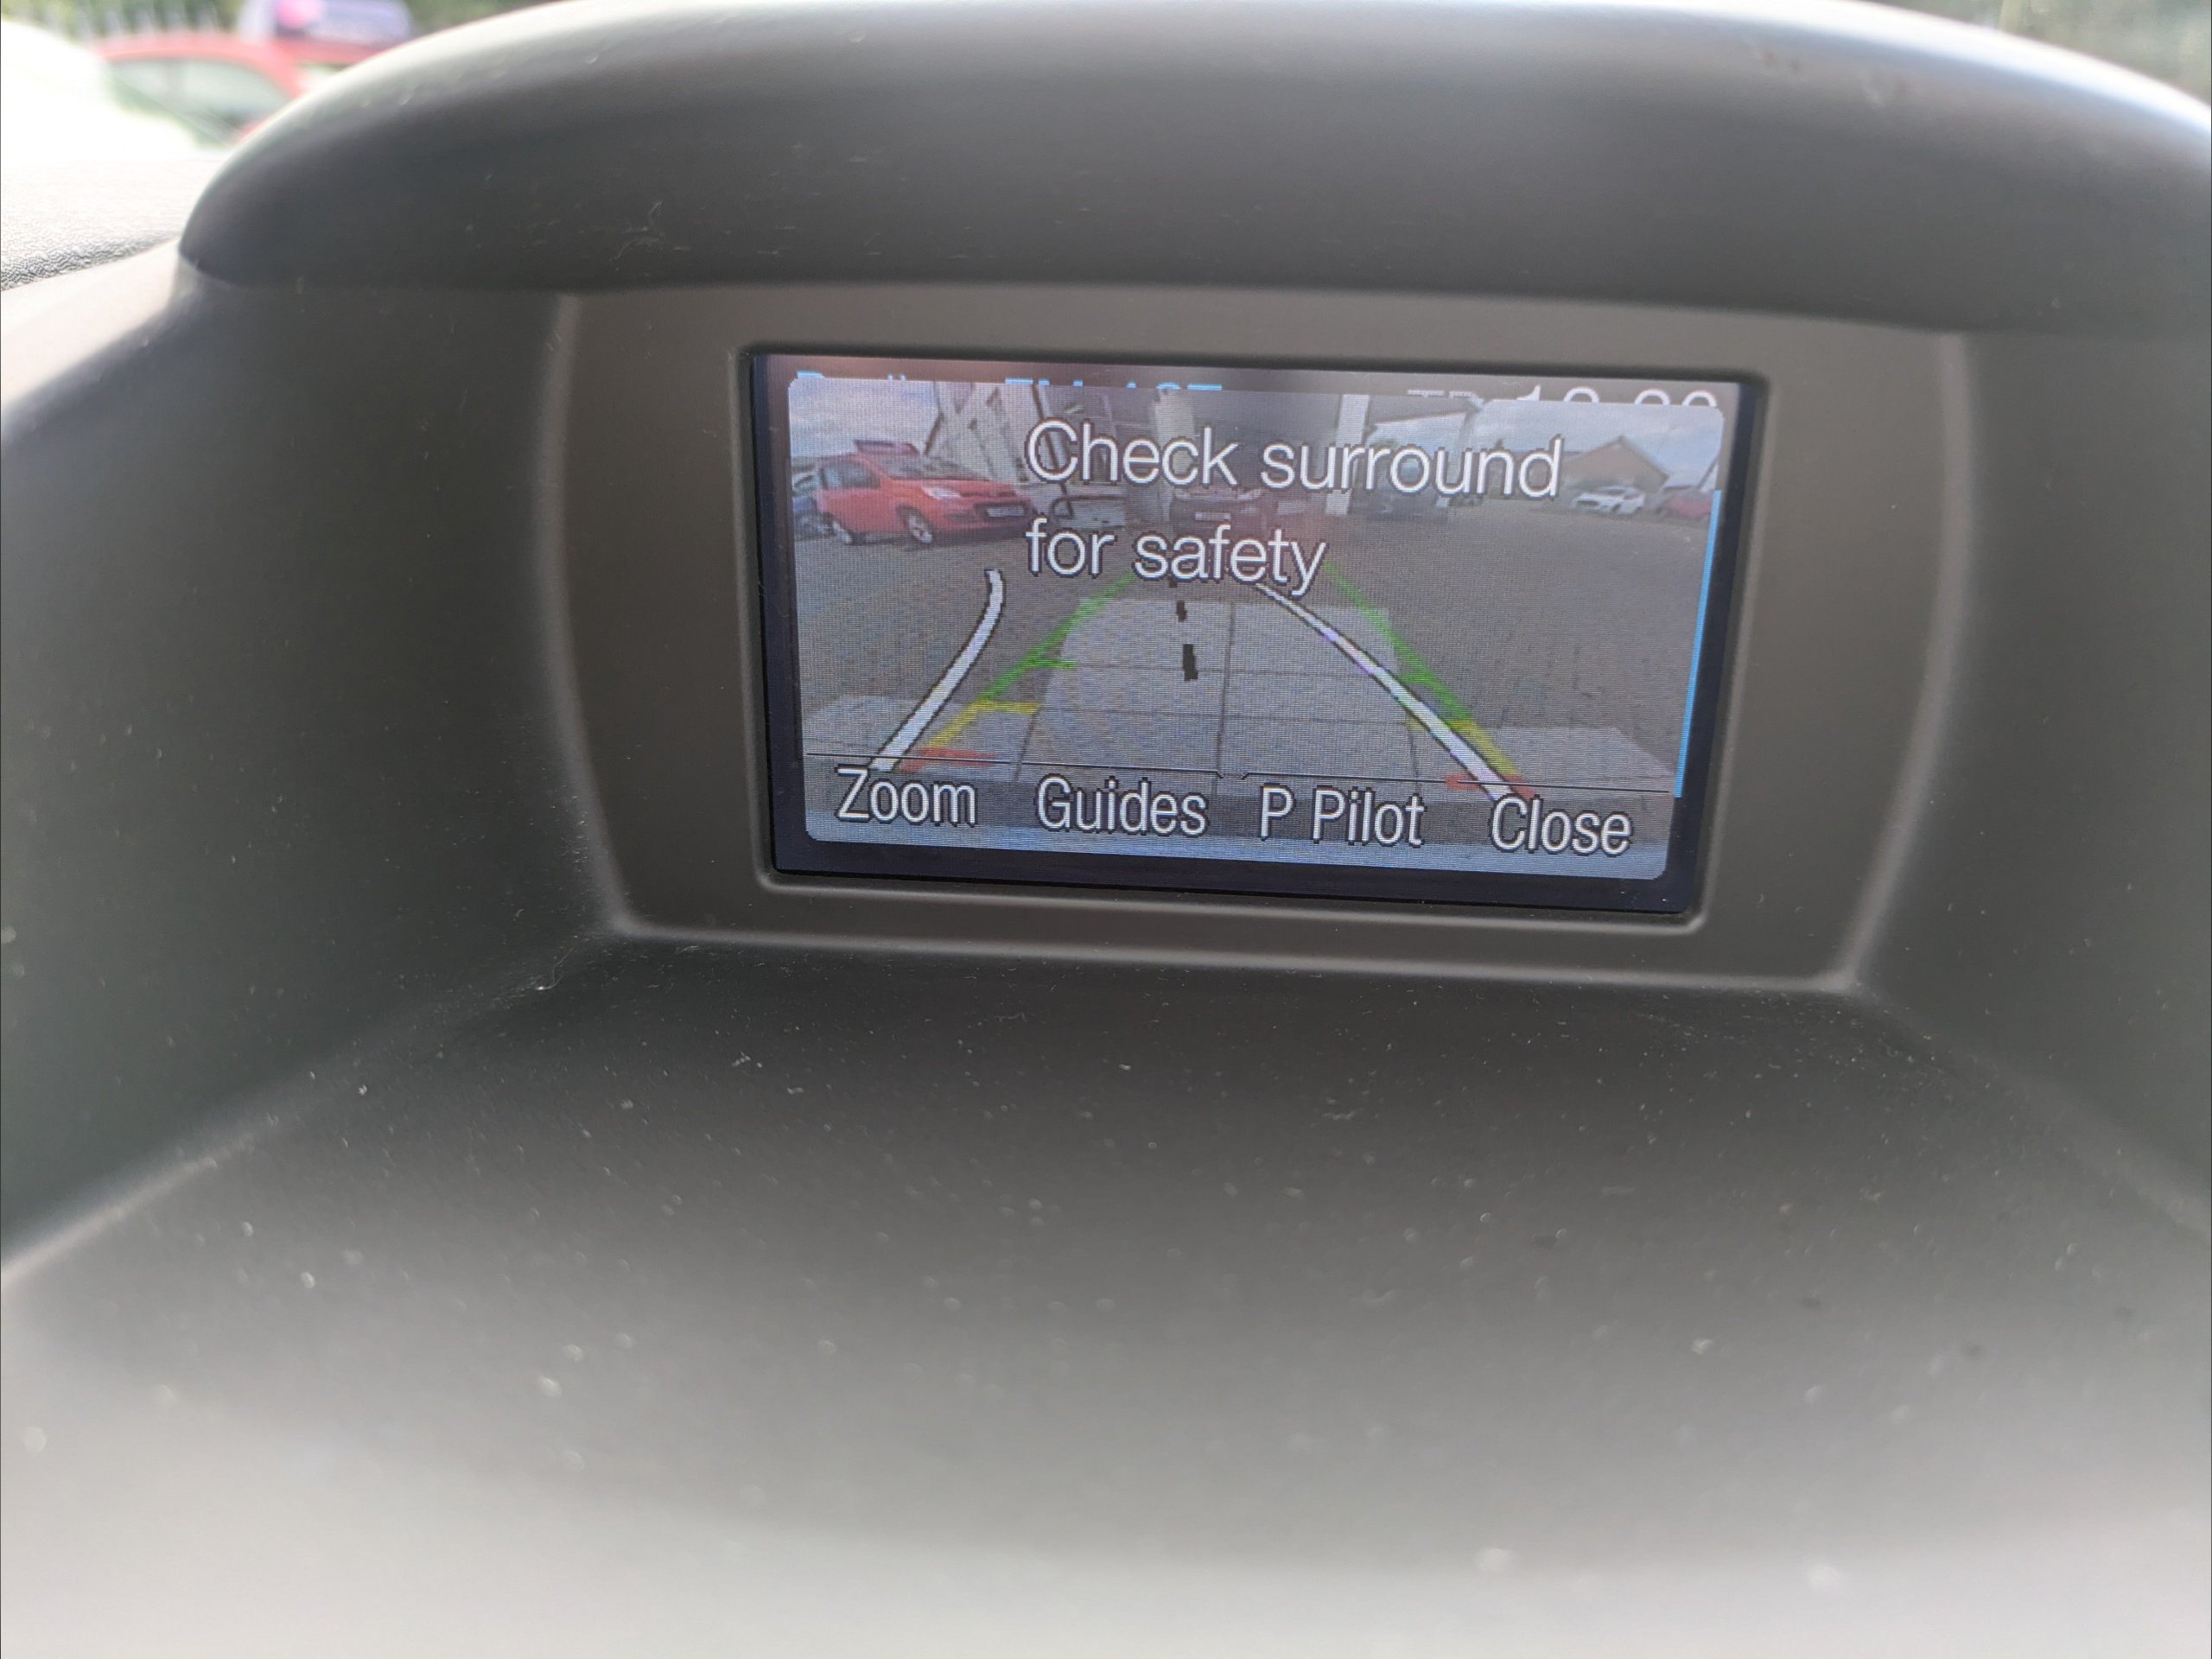 Check surround
for safety
Zoom Guides P Pilot Close